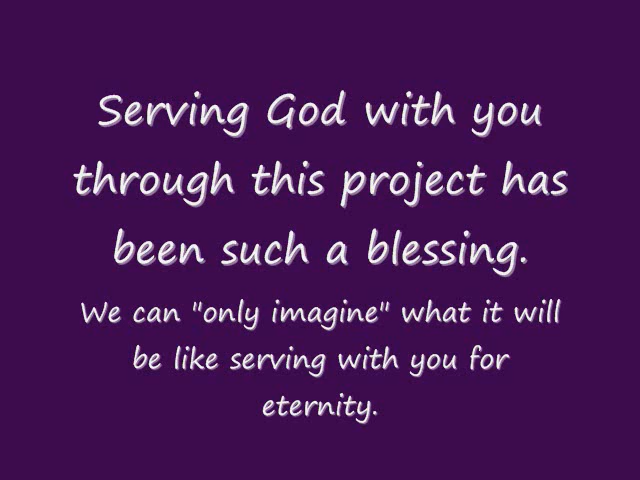 Serving God with you
through this project has
been such a blessing.
We can "only imagine" what it will
be like serving with you for
eternity.